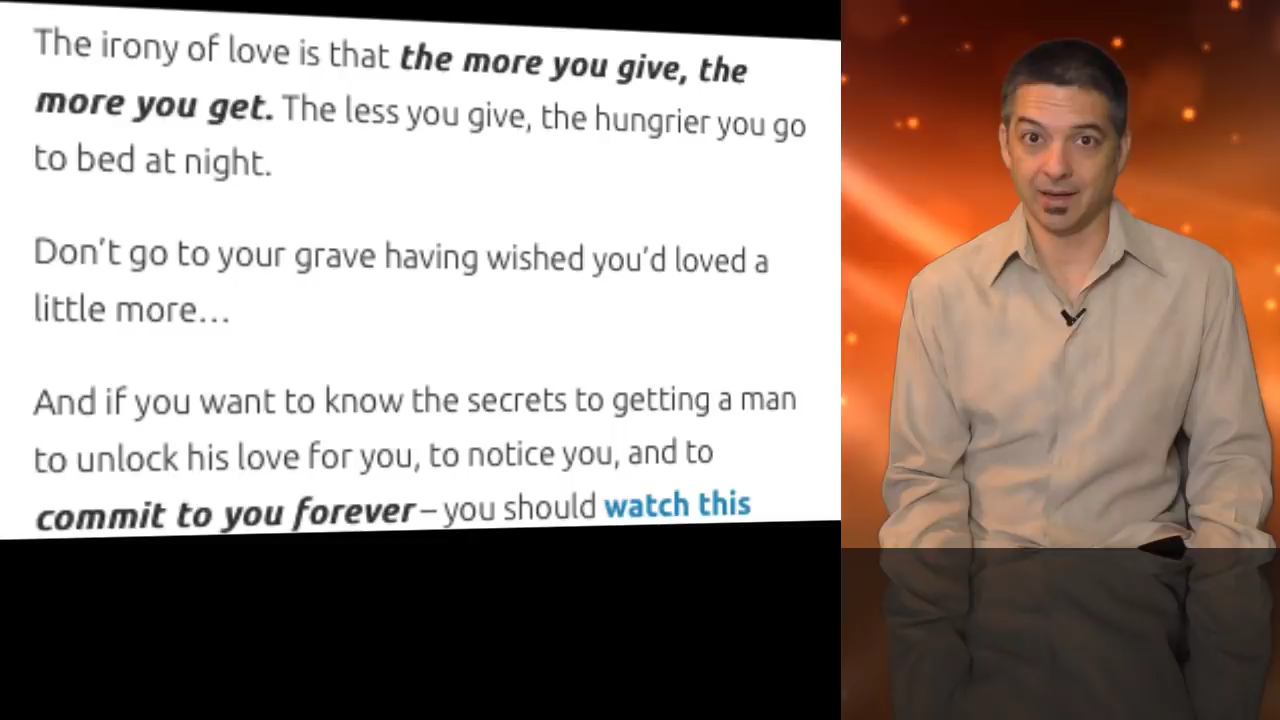 The irony of love is that the more you give, the
more you get. The less you give, the hungrier you go
to bed at night.
Don’t go to your grave having wished you’d loved a
little more…
And if you want to know the secrets to getting a man
to unlock his love for you, to notice you, and to
commit to you forever – you should watch this